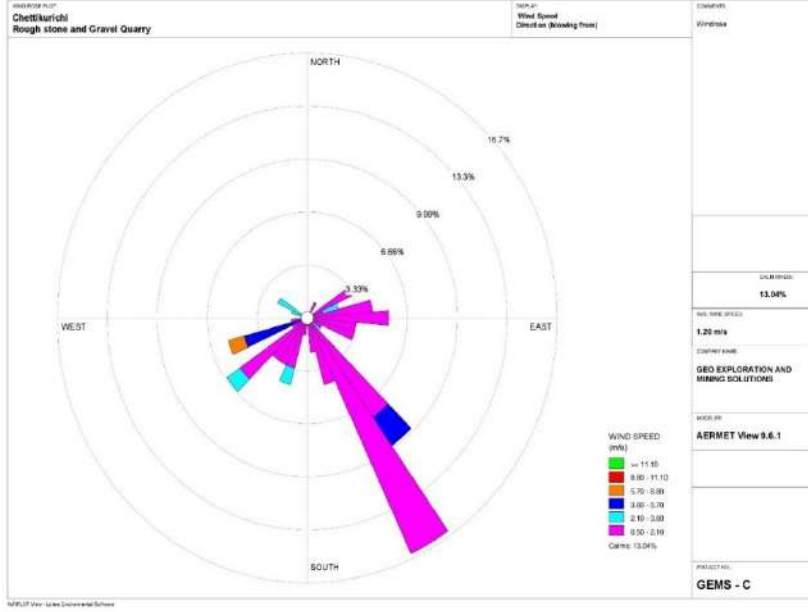 WIND ROSE PLOT:
Chettikurichi
Rough stone and Gravel Quarry
DISPLAY:
Wind Speed
Direction (blowing from)
COMMENTS:
Windrose
NORTH
16.7%
13.3%
9.99%
6.66%
3.33%
WEST
EAST
SOUTH
WIND SPEED
(m/s)
>= 11.10
8.80 - 11.10
5.70 - 8.80
3.60 - 5.70
2.10 - 3.60
0.50 - 2.10
Calms: 13.04%
CALM WINDS:
13.04%
AVG. WIND SPEED:
1.20 m/s
COMPANY NAME:
GEO EXPLORATION AND
MINING SOLUTIONS
MODELER:
AERMET View 9.6.1
PROJECT NO.:
GEMS - C
WRPLOT View - Lakes Environmental Software